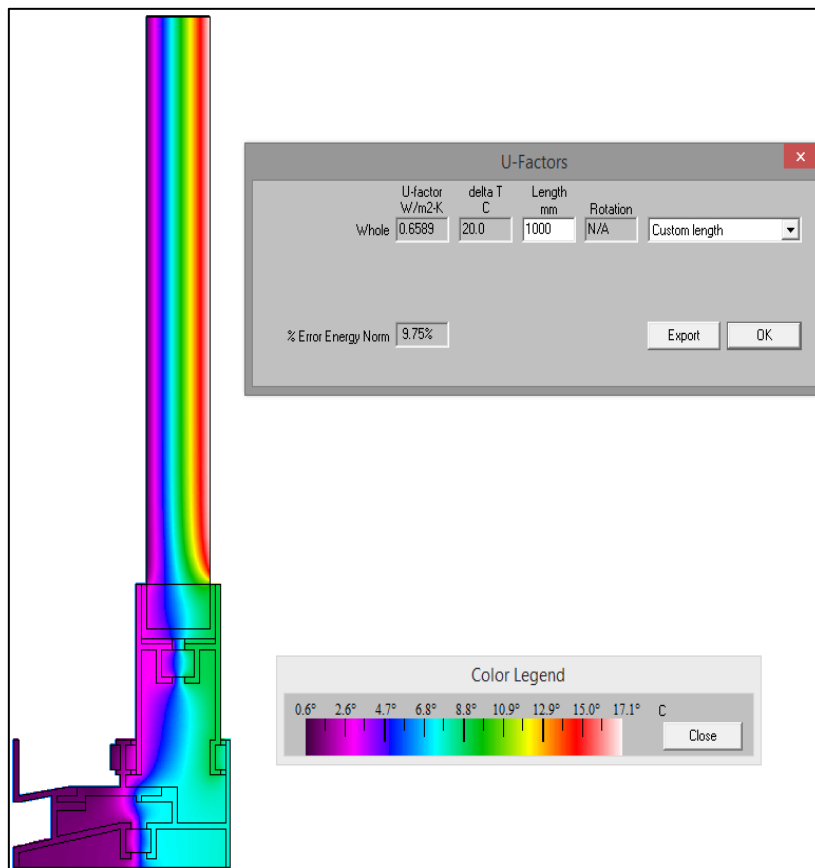 U-Factors
x
U-factor delta T Length
W/m2-K C mm Rotation
Whole 0.6589 20.0 1000 N/A Custom length
% Error Energy Norm 9.75% Export OK
Color Legend
0.6° 2.6° 4.7° 6.8° 8.8° 10.9° 12.9° 15.0° 17.1° C
Close